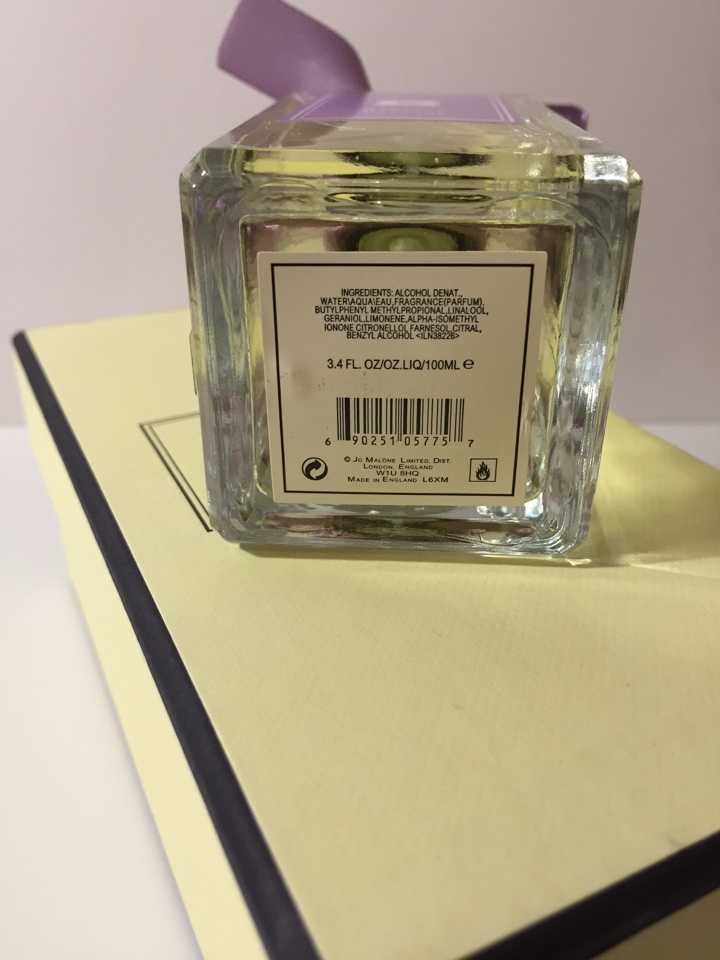 INGREDIENTS: ALCOHOL DENAT.,
WATER\AQUA\EAU,FRAGRANCE(PARFUM),
BUTYLPHENYL METHYLPROPIONAL,LINALOOL,
GERANIOL,LIMONENE,ALPHA-ISOMETHYL
IONONE CITRONELLOL FARNESOL,CITRAL,
BENZYL ALCOHOL <ILN38226>
3.4 FL. OZ/OZ.LIQ/100ML ℮
6 90251 05775 7
© Jo Malone Limited, Dist.
London, England
W1U 8HQ
Made in England L6XM